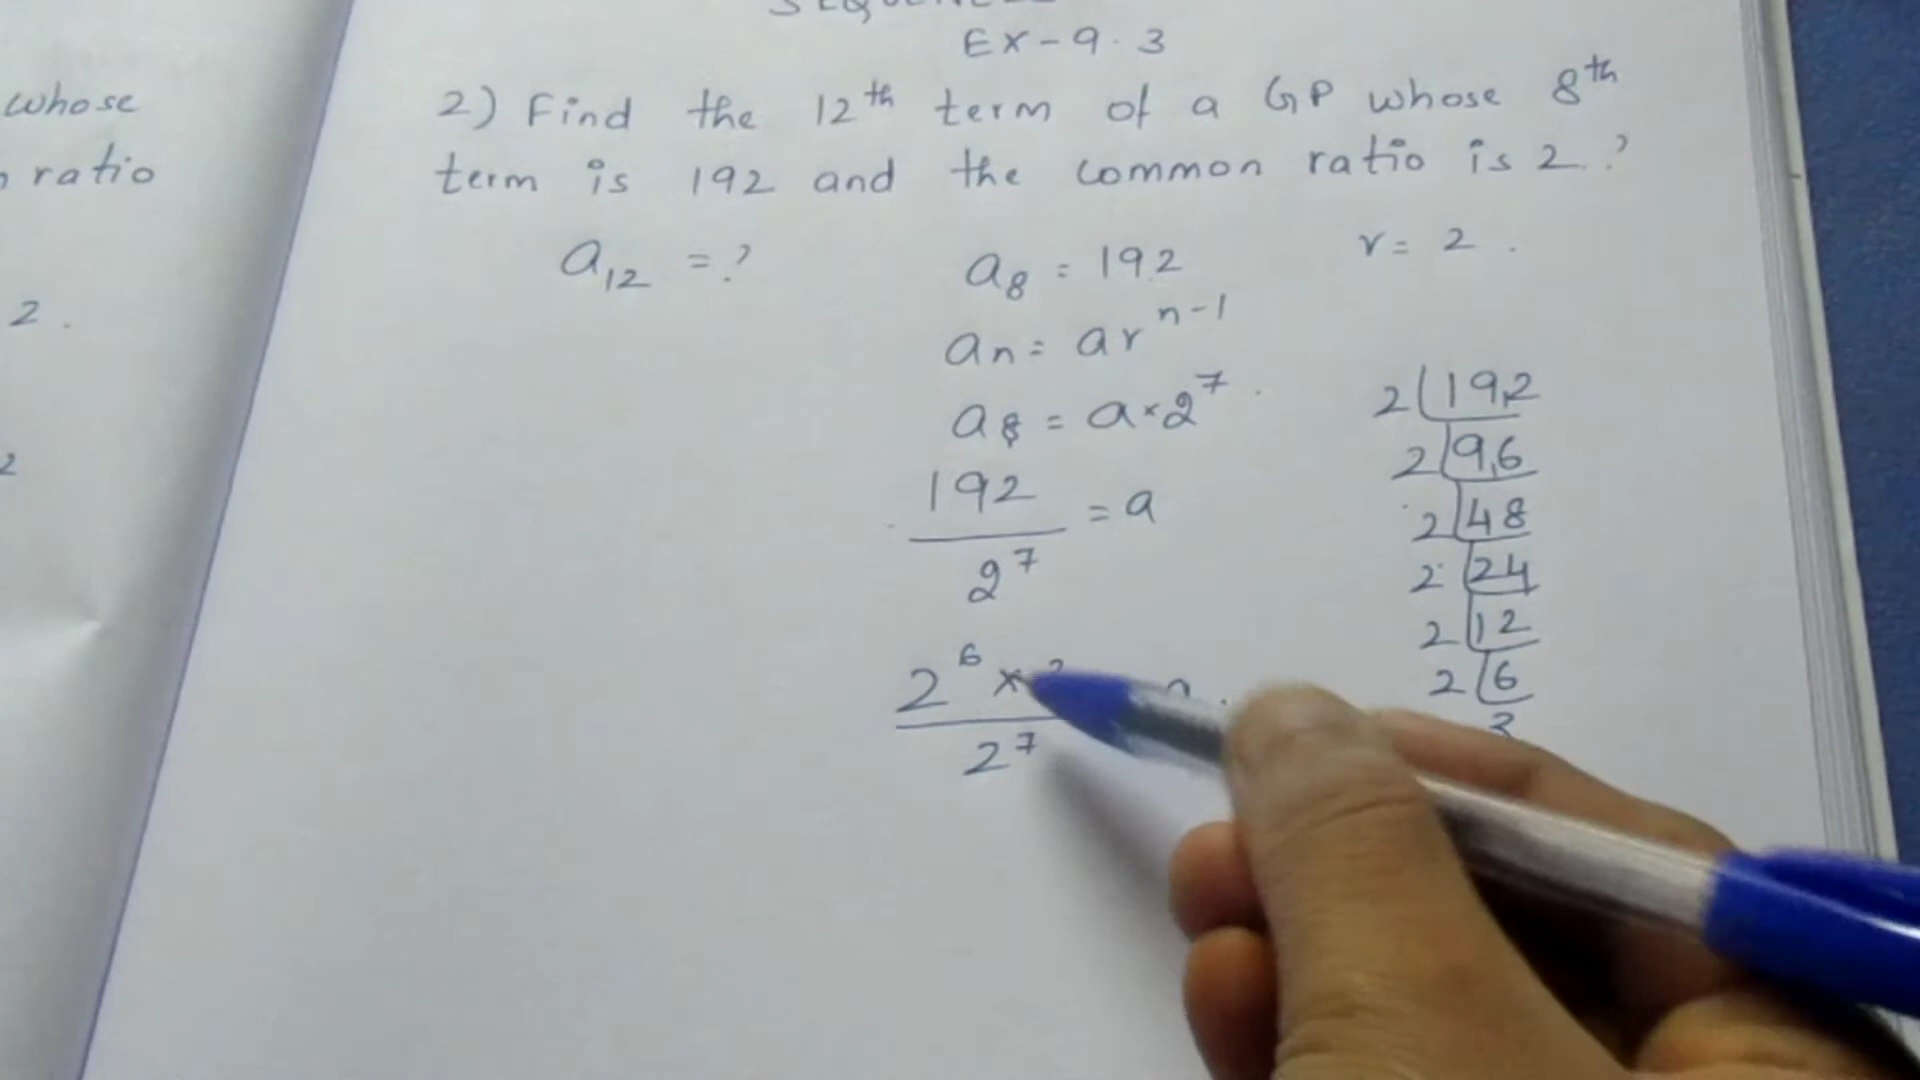 whose
ratio
2.
2
EX-9.3
2) Find the 12th term of a GP whose 8th
term is 192 and the common ratio is 2.?
a12 =? a8 = 192 r = 2.
an = ar^n-1
a8 = a×2^7.
192/2^7 = a
2^6 ×
2^7
2 | 192
2 | 96
2 | 48
2 | 24
2 | 12
2 | 6
3